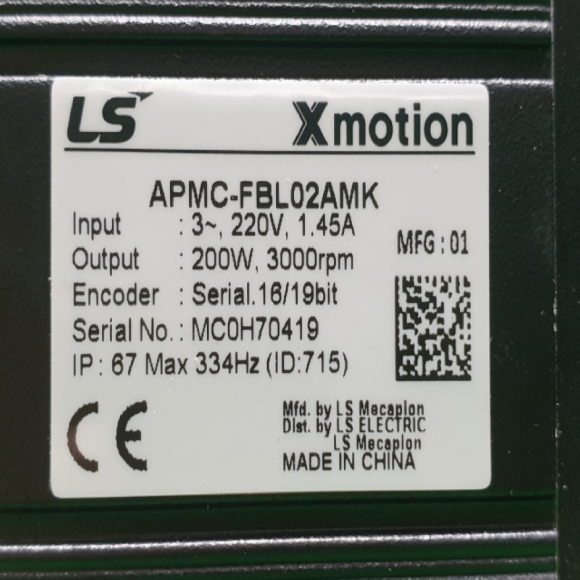 LS Xmotion
APMC-FBL02AMK
Input : 3~, 220V, 1.45A
Output : 200W, 3000rpm
MFG : 01
Encoder : Serial.16/19bit
Serial No. : MC0H70419
IP : 67 Max 334Hz (ID:715)
CE
Mfd. by LS Mecapion
Dist. by LS ELECTRIC
LS Mecapion
MADE IN CHINA